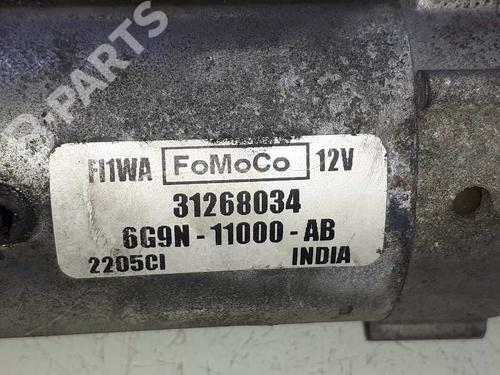 B-PARTS
FI1WA FoMoCo 12V
31268034
6G9N - 11000 - AB
2205CI INDIA